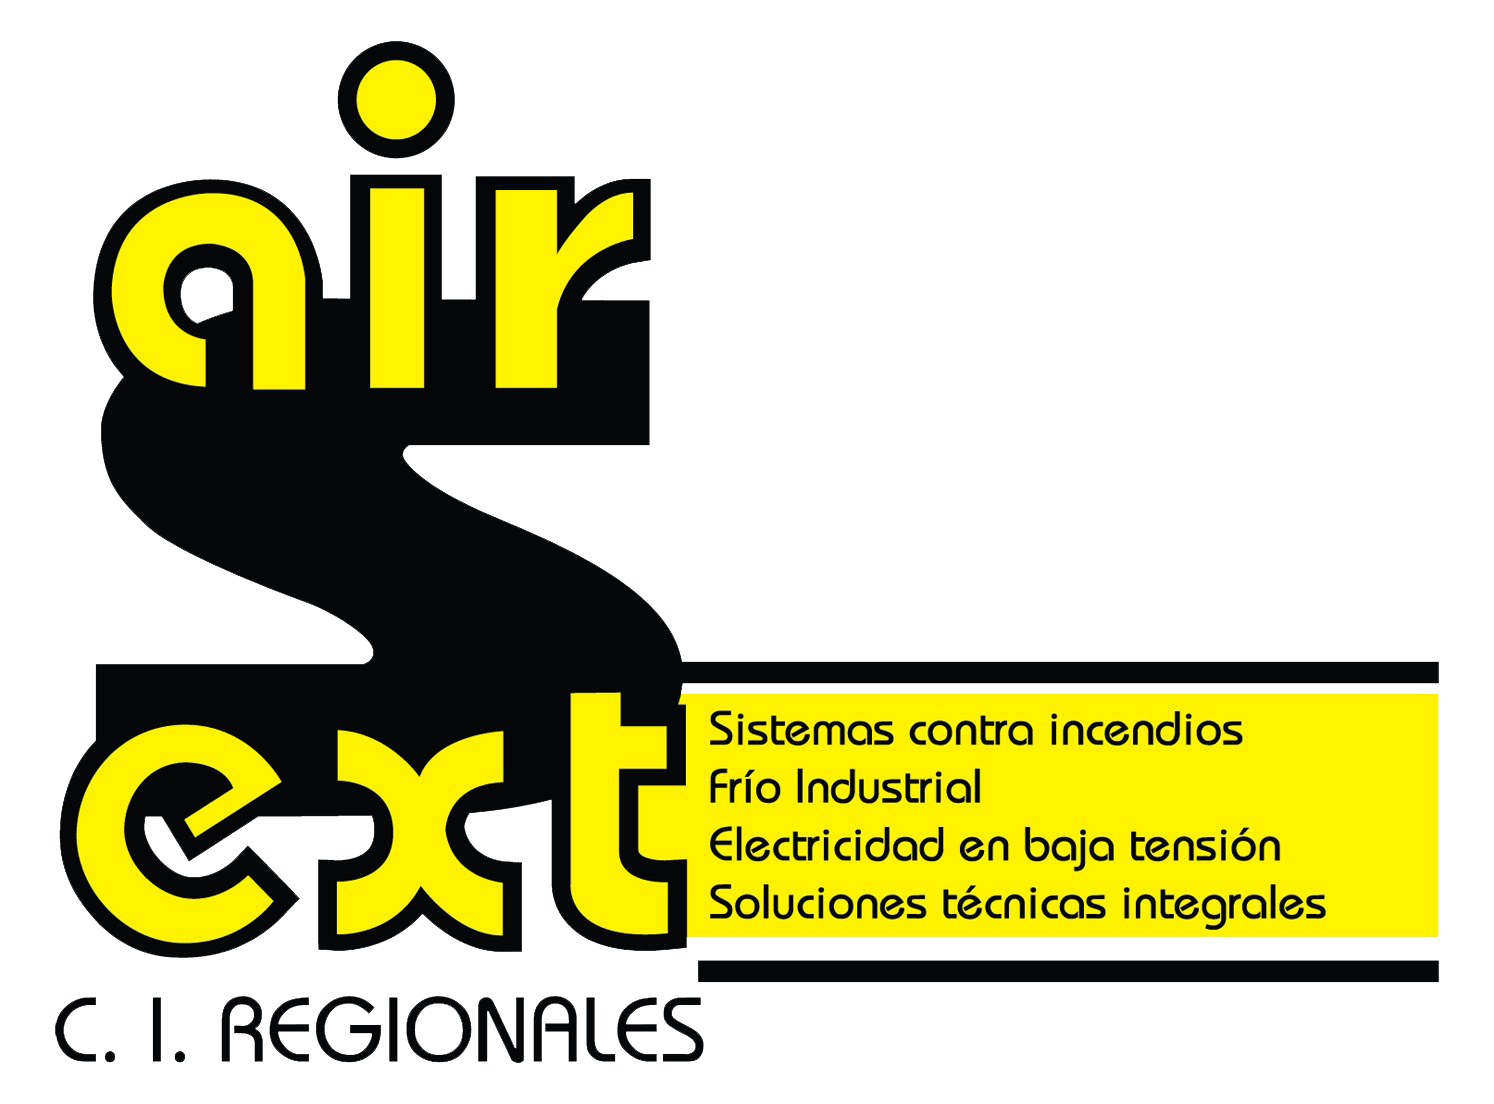 air
ext
Sistemas contra incendios
Frío Industrial
Electricidad en baja tensión
Soluciones técnicas integrales
C. I. REGIONALES